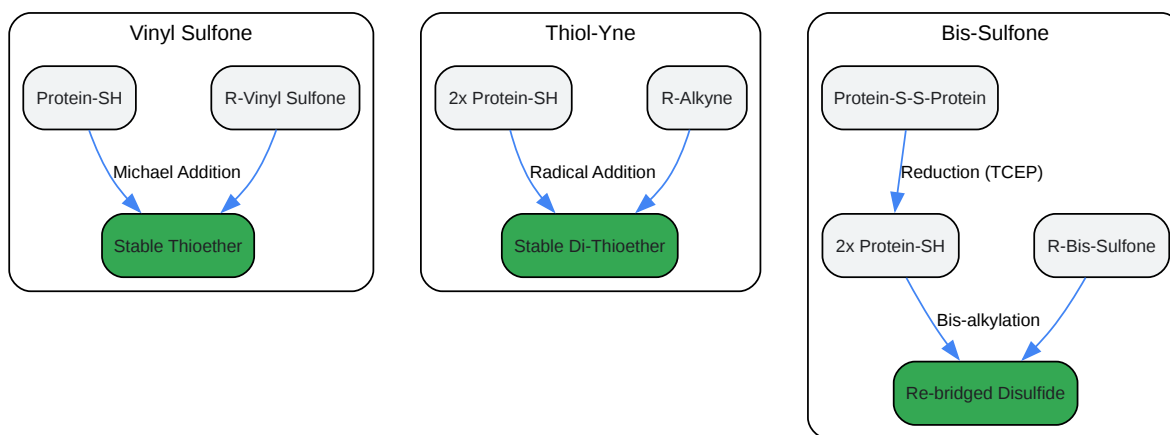 Vinyl Sulfone
Protein-SH
R-Vinyl Sulfone
Michael Addition
Stable Thioether
Thiol-Yne
2x Protein-SH
R-Alkyne
Radical Addition
Stable Di-Thioether
Bis-Sulfone
Protein-S-S-Protein
Reduction (TCEP)
2x Protein-SH
R-Bis-Sulfone
Bis-alkylation
Re-bridged Disulfide